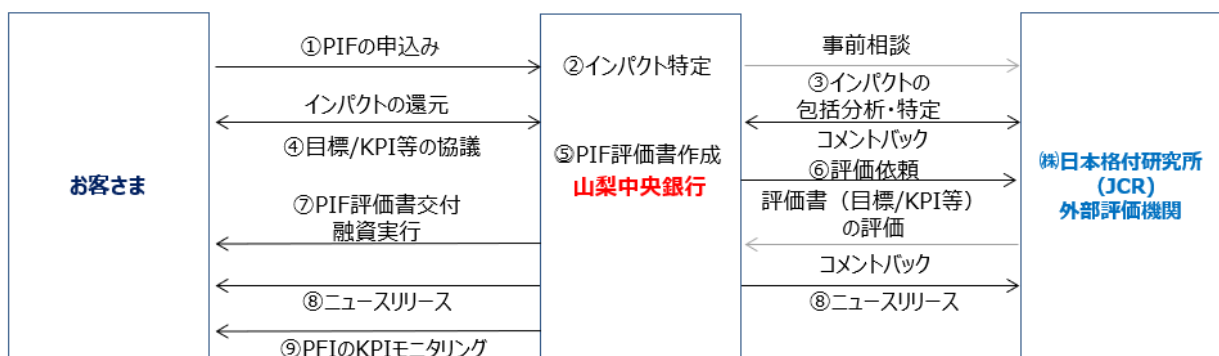 お客さま
①PIFの申込み
インパクトの還元
④目標/KPI等の協議
⑦PIF評価書交付
融資実行
⑧ニュースリリース
⑨PFIのKPIモニタリング
②インパクト特定
⑤PIF評価書作成
山梨中央銀行
事前相談
③インパクトの
包括分析・特定
コメントバック
⑥評価依頼
評価書（目標/KPI等）
の評価
コメントバック
⑧ニュースリリース
㈱日本格付研究所
(JCR)
外部評価機関